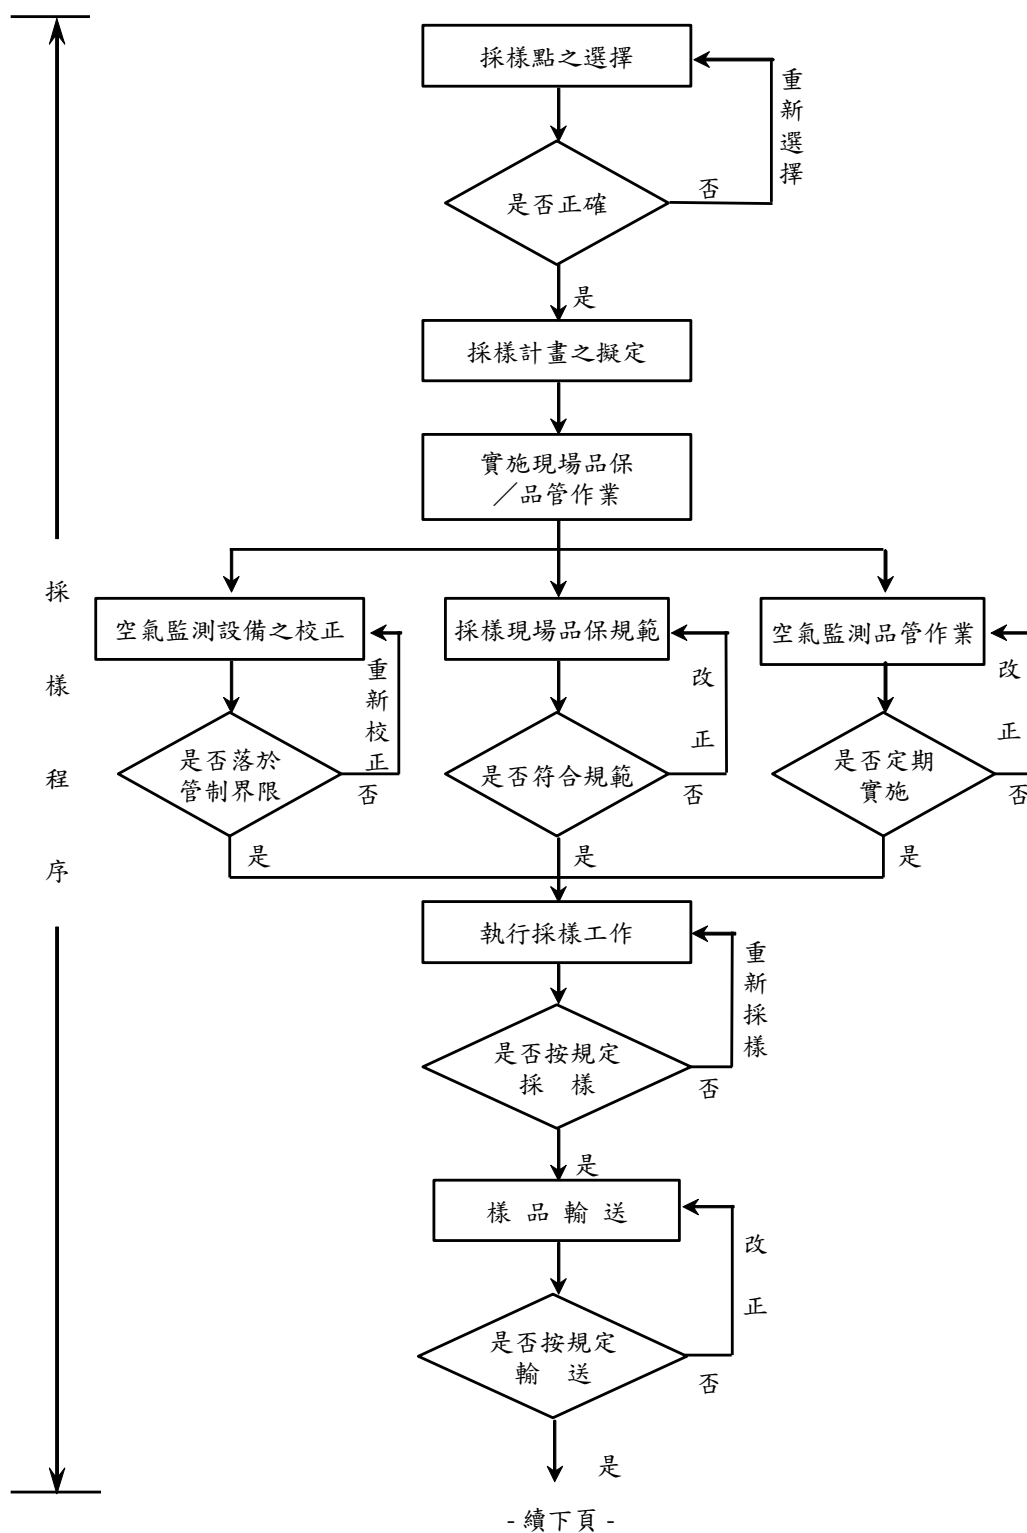 採樣點之選擇
重新選擇
是否正確
否
是
採樣計畫之擬定
實施現場品保
／品管作業
採樣程序
空氣監測設備之校正
重新校正
是否落於
管制界限
否
是
採樣現場品保規範
改正
是否符合規範
否
是
空氣監測品管作業
改正
是否定期
實施
否
是
執行採樣工作
重新採樣
是否按規定
採 樣
否
是
樣 品 輸 送
改正
是否按規定
輸 送
否
是
- 續下頁 -